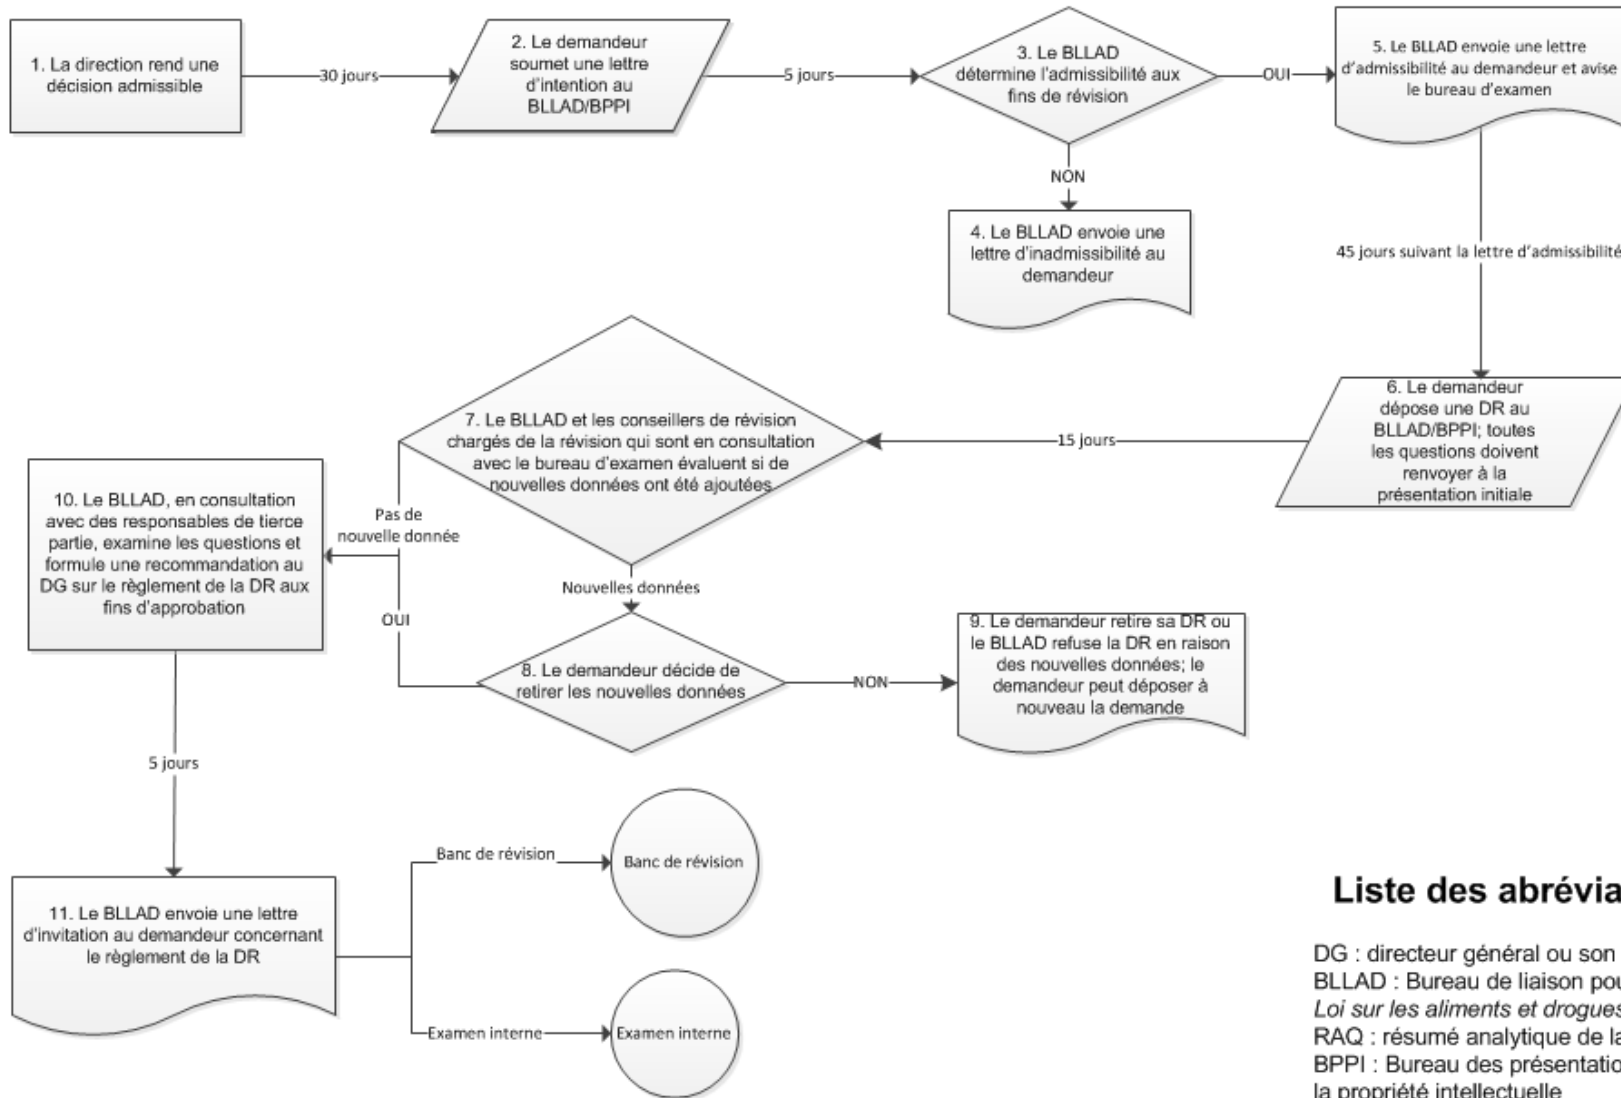 1. La direction rend une
décision admissible
30 jours
2. Le demandeur
soumet une lettre
d'intention au
BLLAD/BPPI
5 jours
3. Le BLLAD
détermine l'admissibilité aux
fins de révision
OUI
5. Le BLLAD envoie une lettre
d'admissibilité au demandeur et avise
le bureau d'examen
NON
4. Le BLLAD envoie une
lettre d'inadmissibilité au
demandeur
45 jours suivant la lettre d'admissibilité
6. Le demandeur
dépose une DR au
BLLAD/BPPI; toutes
les questions doivent
renvoyer à la
présentation initiale
15 jours
7. Le BLLAD et les conseillers de révision
chargés de la révision qui sont en consultation
avec le bureau d'examen évaluent si de
nouvelles données ont été ajoutées
Pas de
nouvelle donnée
10. Le BLLAD, en consultation
avec des responsables de tierce
partie, examine les questions et
formule une recommandation au
DG sur le règlement de la DR aux
fins d'approbation
Nouvelles données
OUI
8. Le demandeur décide de
retirer les nouvelles données
NON
9. Le demandeur retire sa DR ou
le BLLAD refuse la DR en raison
des nouvelles données; le
demandeur peut déposer à
nouveau la demande
5 jours
11. Le BLLAD envoie une lettre
d'invitation au demandeur concernant
le règlement de la DR
Banc de révision
Banc de révision
Examen interne
Examen interne
Liste des abrévia
DG : directeur général ou son
BLLAD : Bureau de liaison pou
Loi sur les aliments et drogues
RAQ : résumé analytique de la
BPPI : Bureau des présentatio
la propriété intellectuelle